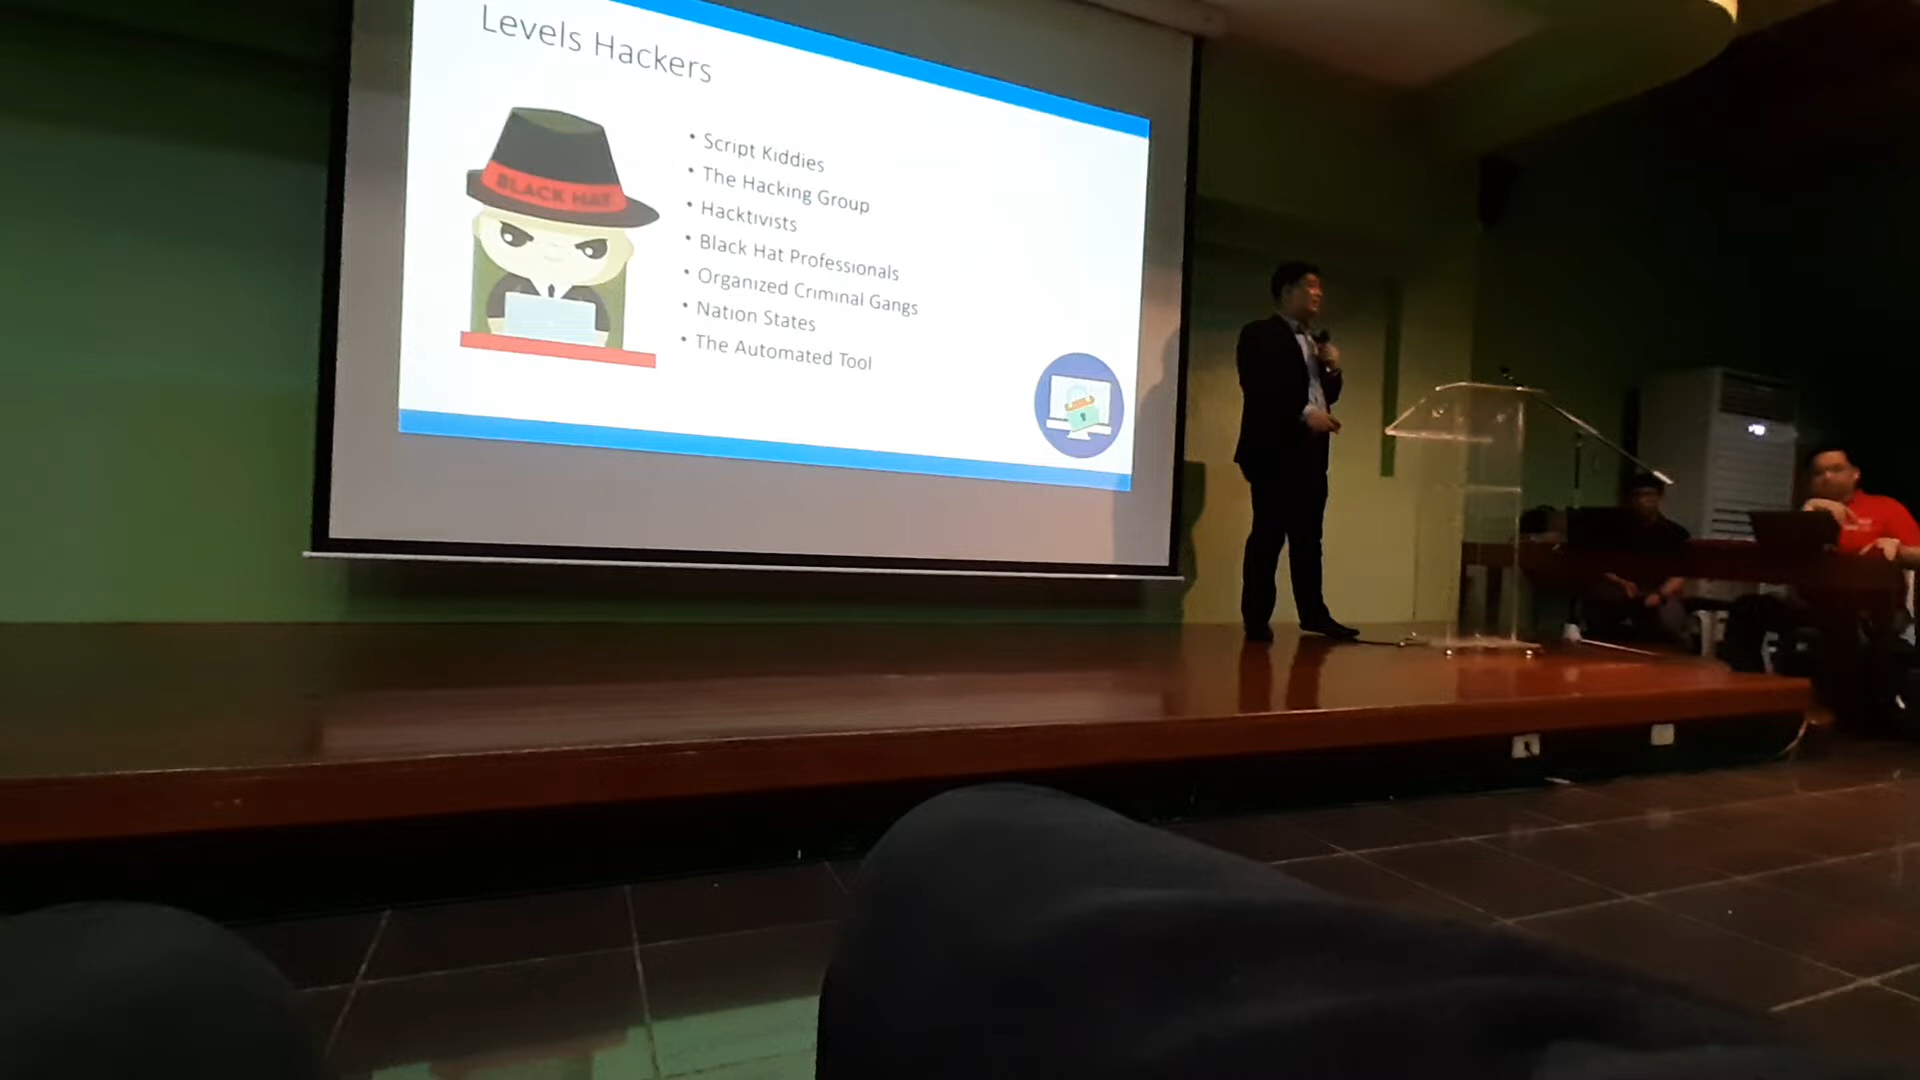 Levels Hackers
BLACK HAT
• Script Kiddies
• The Hacking Group
• Hacktivists
• Black Hat Professionals
• Organized Criminal Gangs
• Nation States
• The Automated Tool